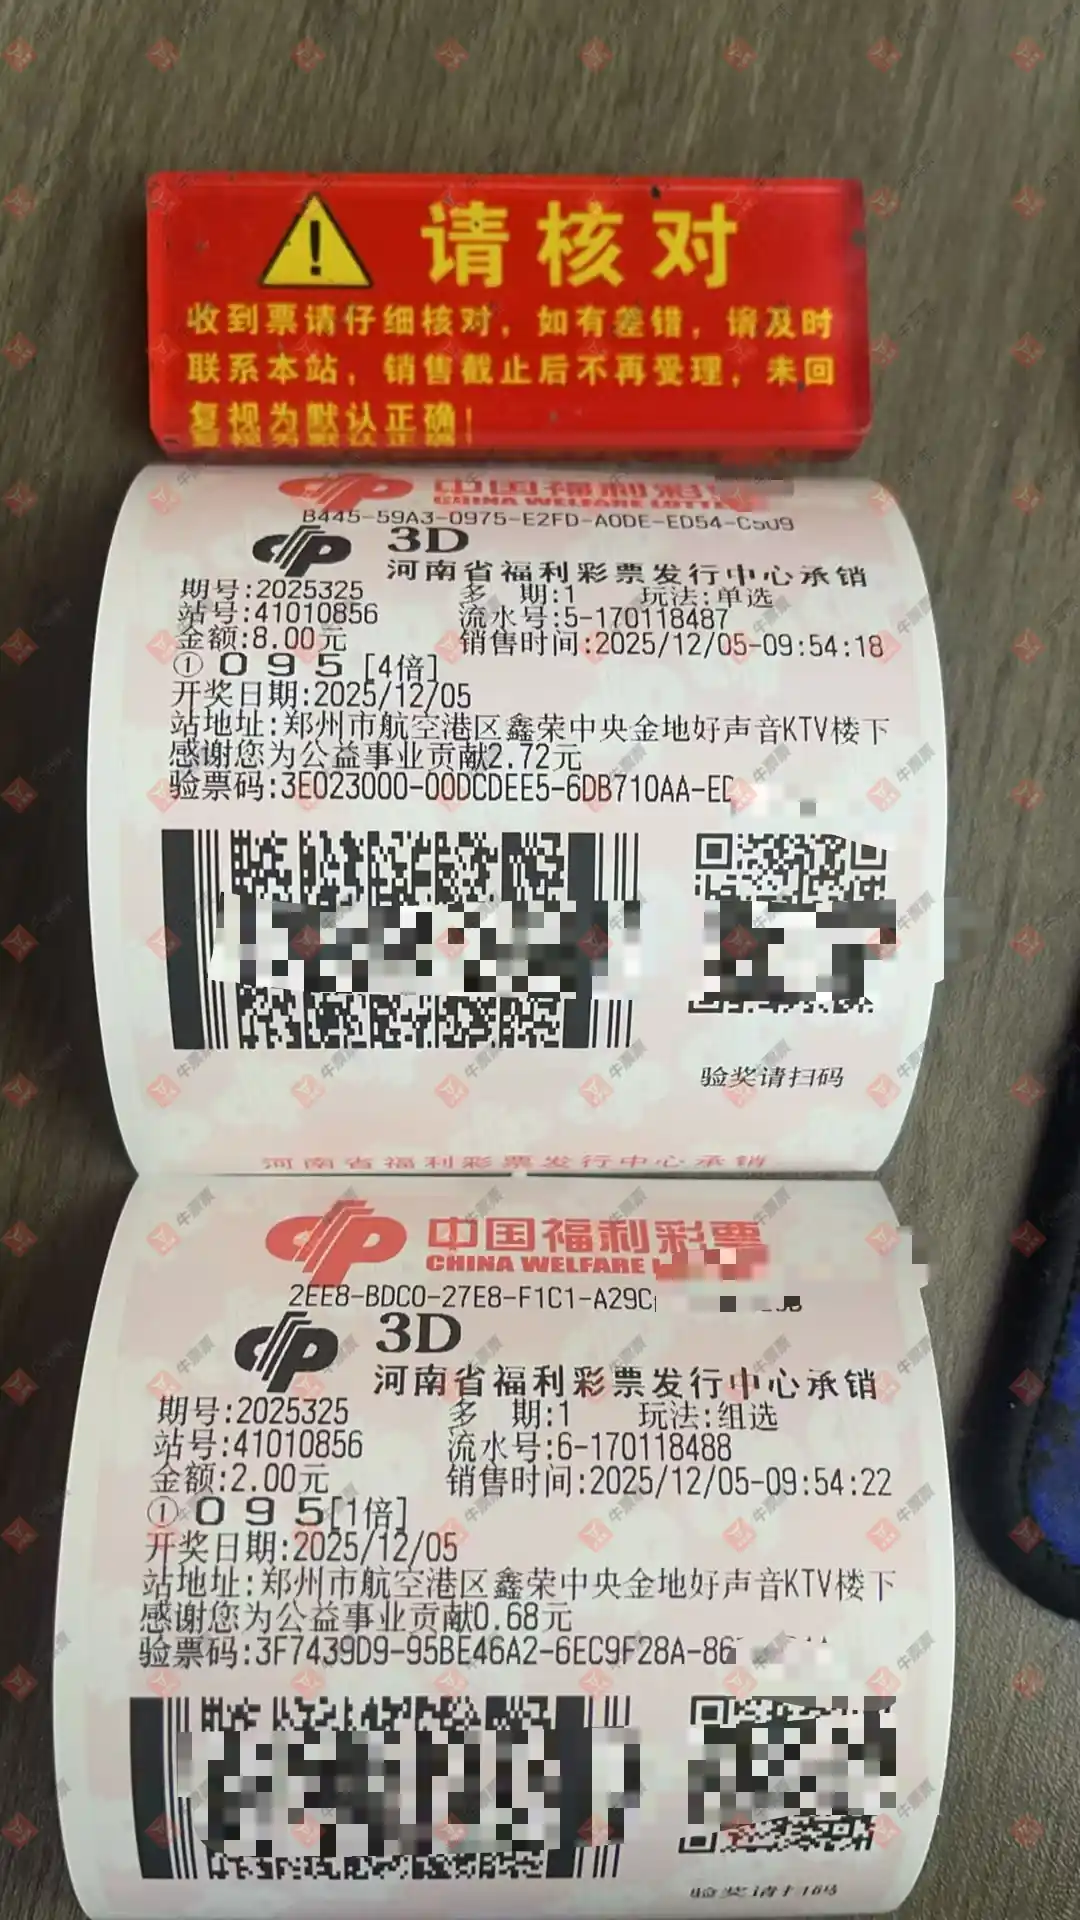 请核对
收到票请仔细核对，如有差错，请及时
联系本站，销售截止后不再受理，未回
复视为默认正确！
中国福利彩
CHINA WELFARE LOTTE
B445-59A3-0975-E2FD-A0DE-ED54-C509
3D
河南省福利彩票发行中心承销
期号:2025325 多 期:1 玩法:单选
站号:41010856 流水号:5-170118487
金额:8.00元 销售时间:2025/12/05-09:54:18
① 0 9 5 [4倍]
开奖日期:2025/12/05
站地址:郑州市航空港区鑫荣中央金地好声音KTV楼下
感谢您为公益事业贡献2.72元
验票码:3E023000-00DCDEE5-6DB710AA-ED
验奖请扫码
河南省福利彩票发行中心承销
中国福利彩票
CHINA WELFARE
2EE8-BDC0-27E8-F1C1-A29C
3D
河南省福利彩票发行中心承销
期号:2025325 多 期:1 玩法:组选
站号:41010856 流水号:6-170118488
金额:2.00元 销售时间:2025/12/05-09:54:22
① 0 9 5 [1倍]
开奖日期:2025/12/05
站地址:郑州市航空港区鑫荣中央金地好声音KTV楼下
感谢您为公益事业贡献0.68元
验票码:3F7439D9-95BE46A2-6EC9F28A-86
验奖请扫码
牛票票